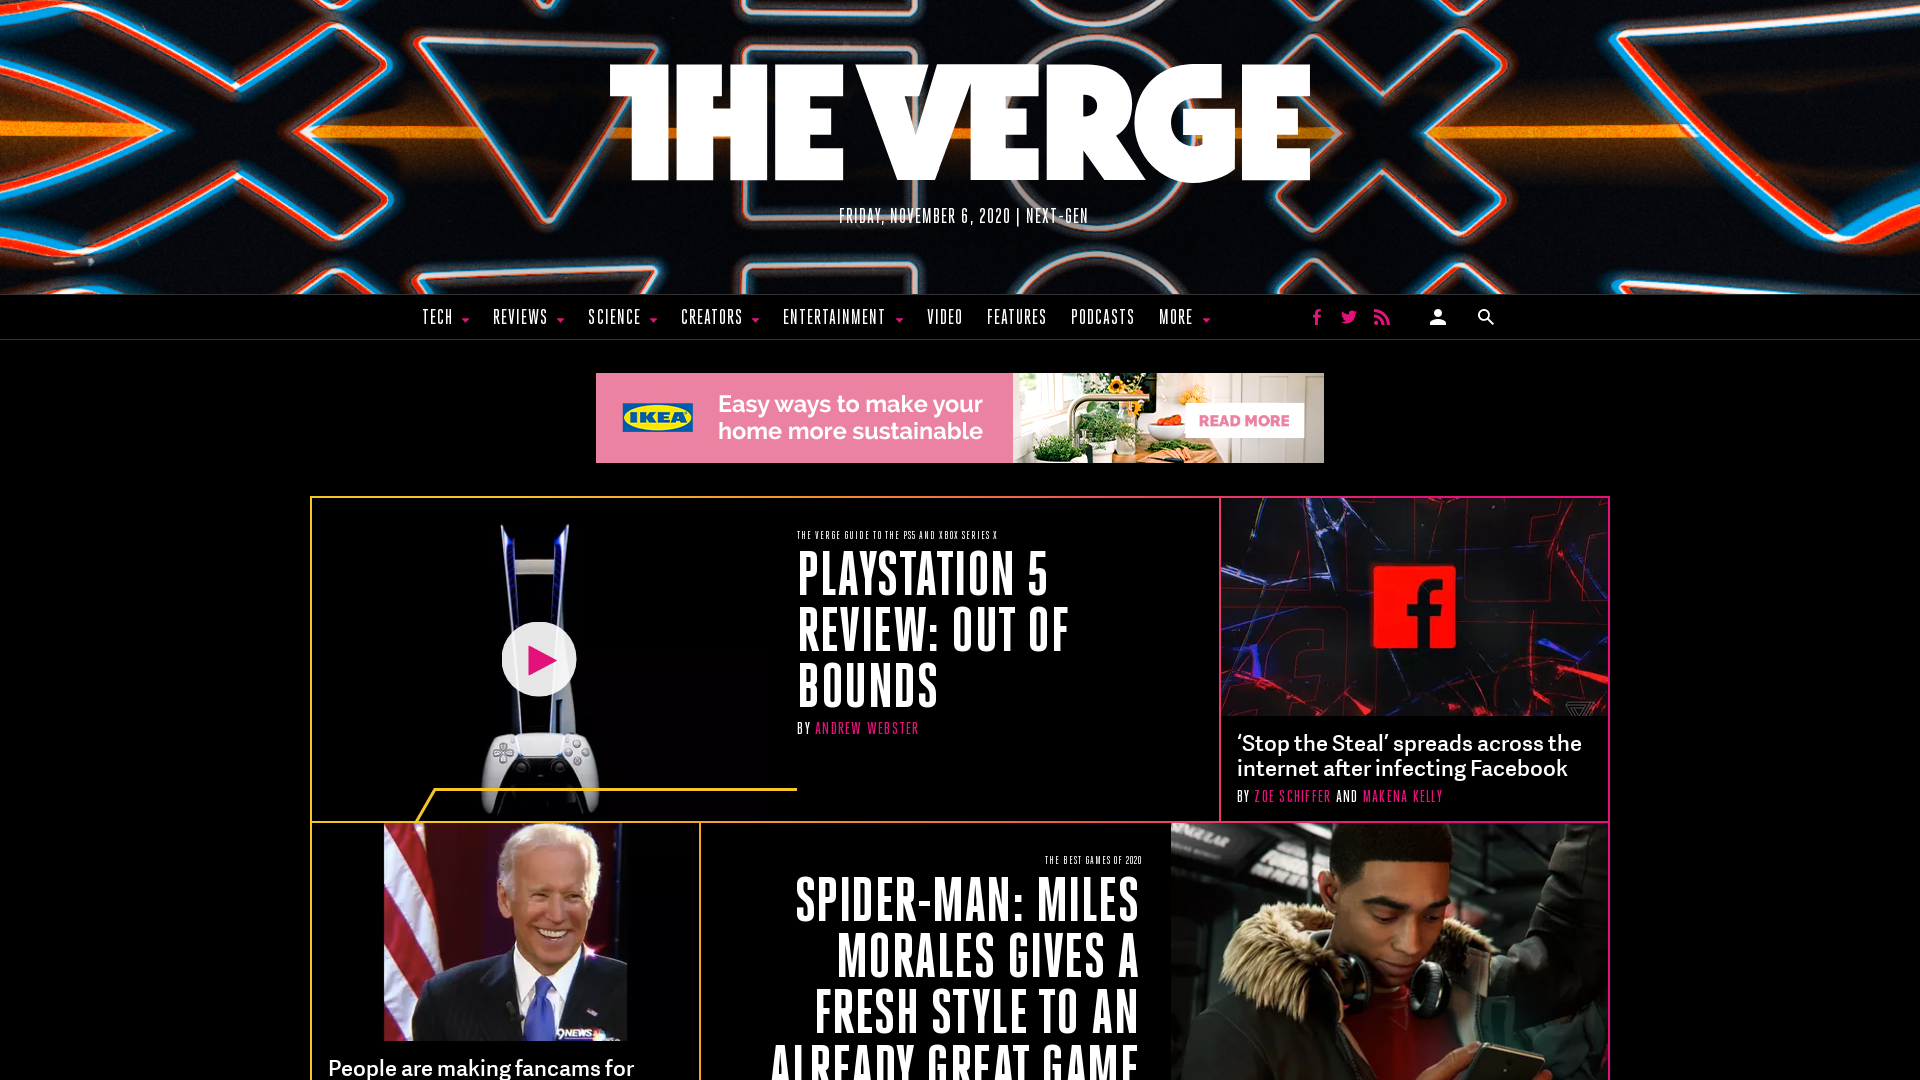 THE VERGE
FRIDAY, NOVEMBER 6, 2020 | NEXT-GEN
TECH REVIEWS SCIENCE CREATORS ENTERTAINMENT VIDEO FEATURES PODCASTS MORE
IKEA
Easy ways to make your
home more sustainable
READ MORE
THE VERGE GUIDE TO THE PS5 AND XBOX SERIES X
PLAYSTATION 5
REVIEW: OUT OF
BOUNDS
BY ANDREW WEBSTER
‘Stop the Steal’ spreads across the
internet after infecting Facebook
BY ZOE SCHIFFER AND MAKENA KELLY
9NEWS
People are making fancams for
THE BEST GAMES OF 2020
SPIDER-MAN: MILES
MORALES GIVES A
FRESH STYLE TO AN
ALREADY GREAT GAME